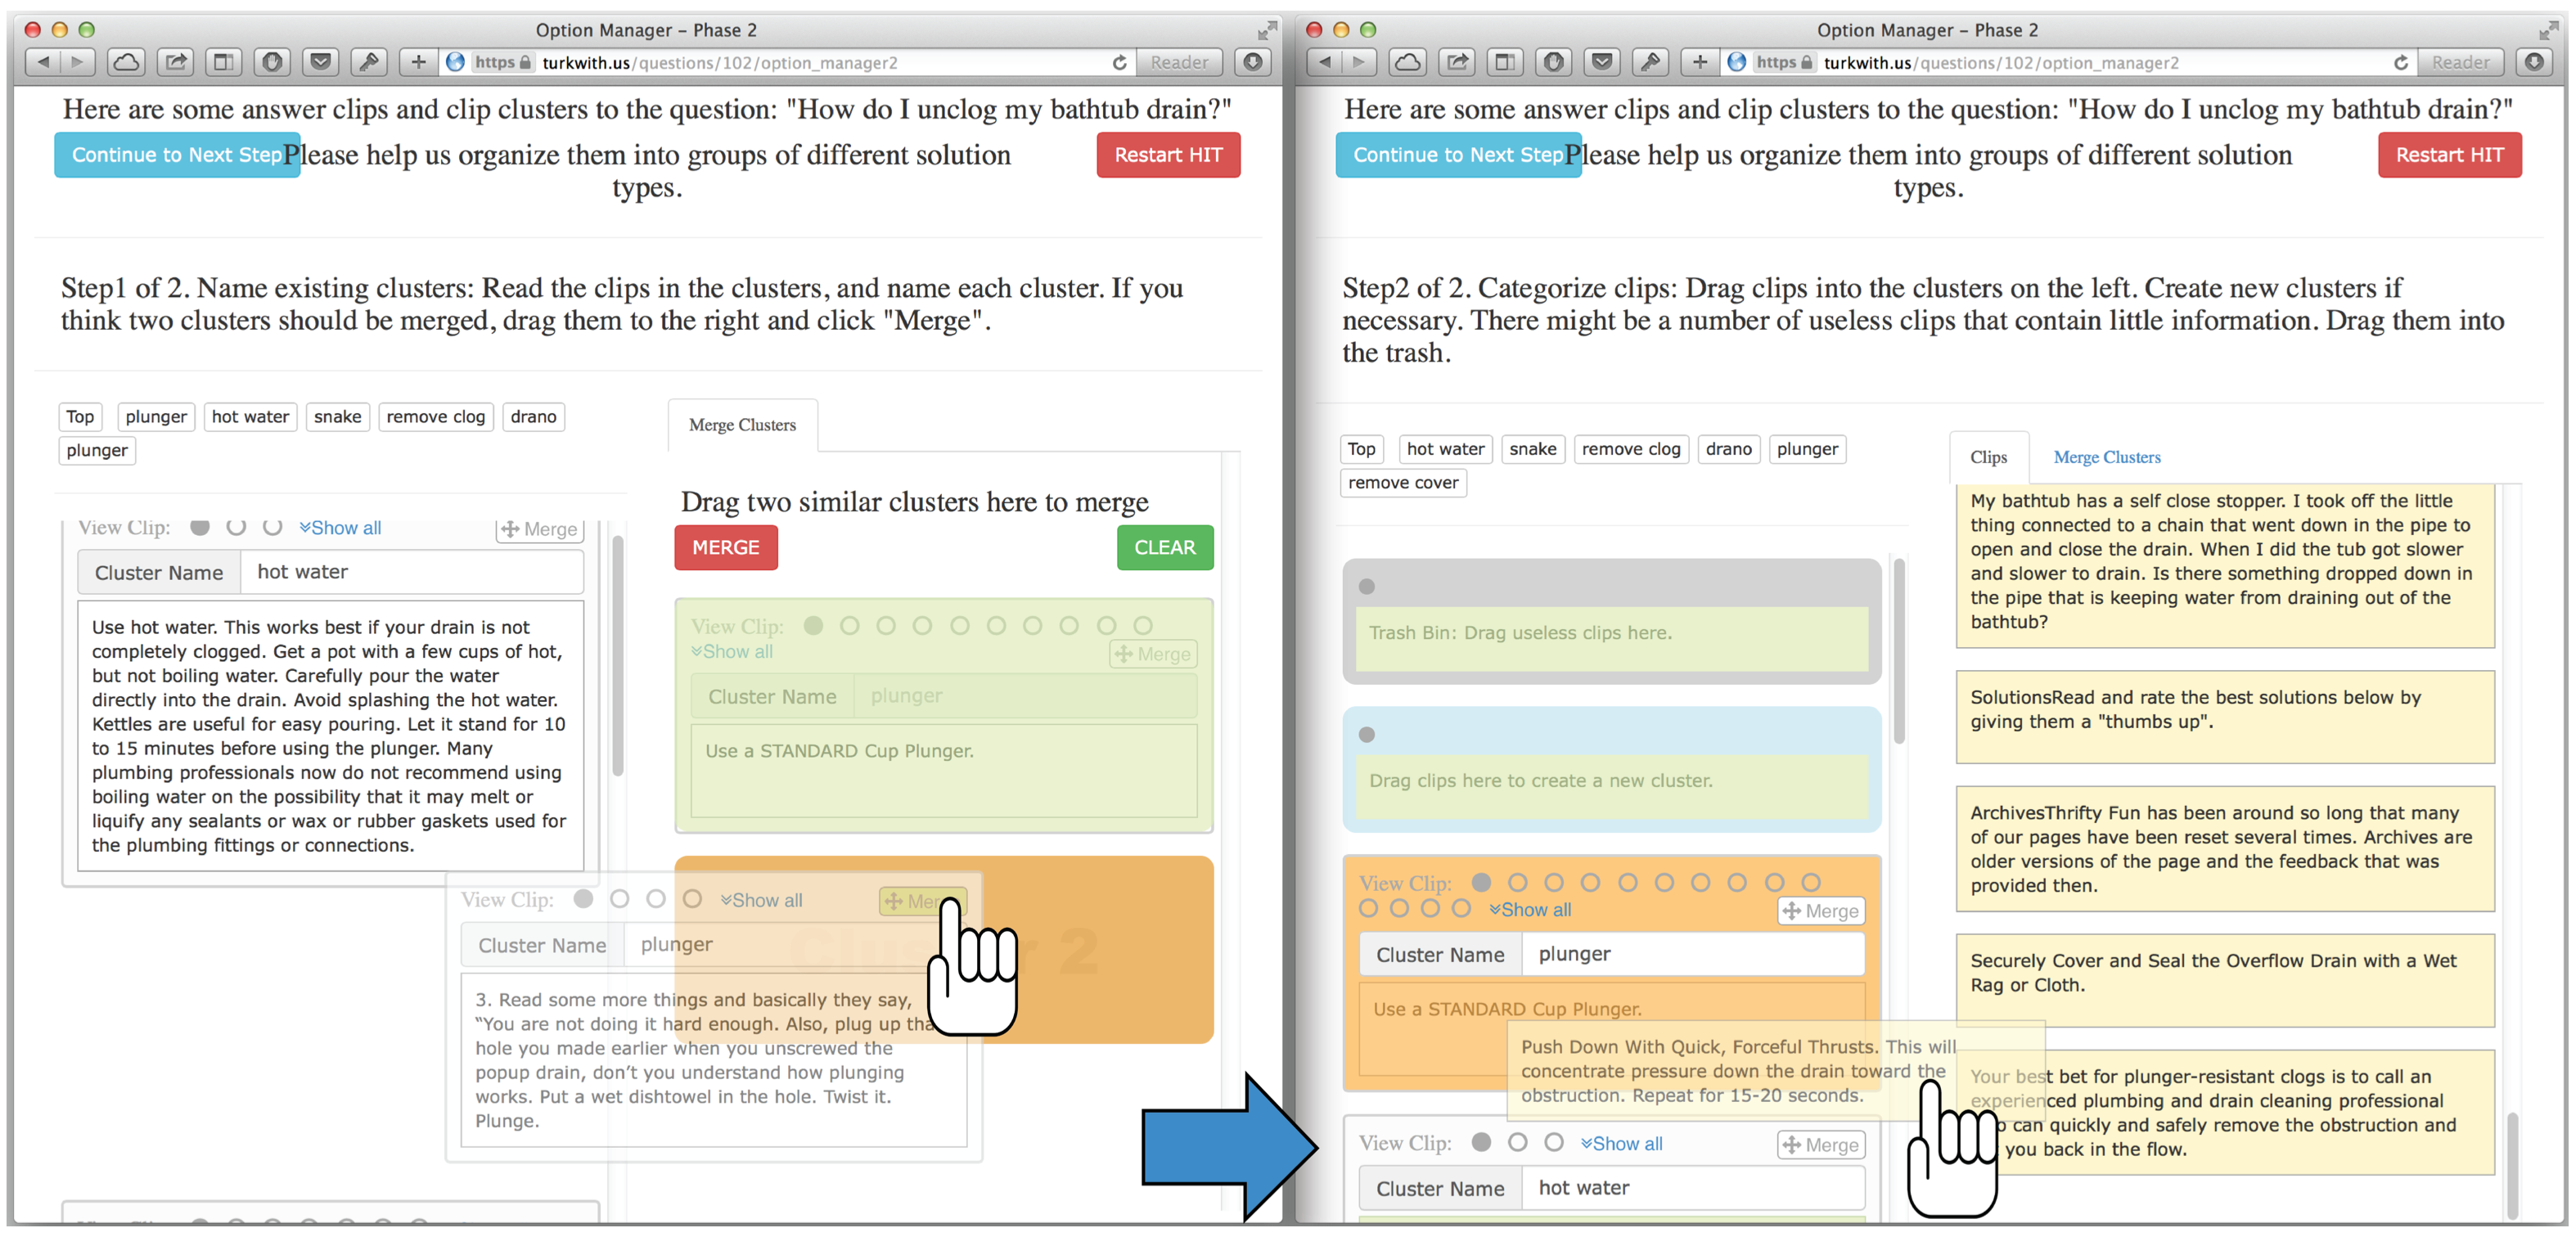 Option Manager – Phase 2
https turkwith.us/questions/102/option_manager2
Reader
Here are some answer clips and clip clusters to the question: "How do I unclog my bathtub drain?"
Continue to Next Step
Please help us organize them into groups of different solution
types.
Restart HIT
Step1 of 2. Name existing clusters: Read the clips in the clusters, and name each cluster. If you
think two clusters should be merged, drag them to the right and click "Merge".
Top plunger hot water snake remove clog drano
plunger
View Clip: Show all Merge
Cluster Name hot water
Use hot water. This works best if your drain is not
completely clogged. Get a pot with a few cups of hot,
but not boiling water. Carefully pour the water
directly into the drain. Avoid splashing the hot water.
Kettles are useful for easy pouring. Let it stand for 10
to 15 minutes before using the plunger. Many
plumbing professionals now do not recommend using
boiling water on the possibility that it may melt or
liquify any sealants or wax or rubber gaskets used for
the plumbing fittings or connections.
Merge Clusters
Drag two similar clusters here to merge
MERGE CLEAR
View Clip:
Show all Merge
Cluster Name plunger
Use a STANDARD Cup Plunger.
View Clip: Show all Mer
Cluster Name plunger
3. Read some more things and basically they say,
“You are not doing it hard enough. Also, plug up tha
hole you made earlier when you unscrewed the
popup drain, don’t you understand how plunging
works. Put a wet dishtowel in the hole. Twist it.
Plunge.
2
Option Manager – Phase 2
https turkwith.us/questions/102/option_manager2
Reader
Here are some answer clips and clip clusters to the question: "How do I unclog my bathtub drain?"
Continue to Next Step
Please help us organize them into groups of different solution
types.
Restart HIT
Step2 of 2. Categorize clips: Drag clips into the clusters on the left. Create new clusters if
necessary. There might be a number of useless clips that contain little information. Drag them into
the trash.
Top hot water snake remove clog drano plunger
remove cover
Trash Bin: Drag useless clips here.
Drag clips here to create a new cluster.
View Clip:
Show all Merge
Cluster Name plunger
Use a STANDARD Cup Plunger.
Push Down With Quick, Forceful Thrusts. This will
concentrate pressure down the drain toward the
obstruction. Repeat for 15-20 seconds.
View Clip: Show all Merge
Cluster Name hot water
Clips Merge Clusters
My bathtub has a self close stopper. I took off the little
thing connected to a chain that went down in the pipe to
open and close the drain. When I did the tub got slower
and slower to drain. Is there something dropped down in
the pipe that is keeping water from draining out of the
bathtub?
SolutionsRead and rate the best solutions below by
giving them a "thumbs up".
ArchivesThrifty Fun has been around so long that many
of our pages have been reset several times. Archives are
older versions of the page and the feedback that was
provided then.
Securely Cover and Seal the Overflow Drain with a Wet
Rag or Cloth.
Your best bet for plunger-resistant clogs is to call an
experienced plumbing and drain cleaning professional
can quickly and safely remove the obstruction and
you back in the flow.